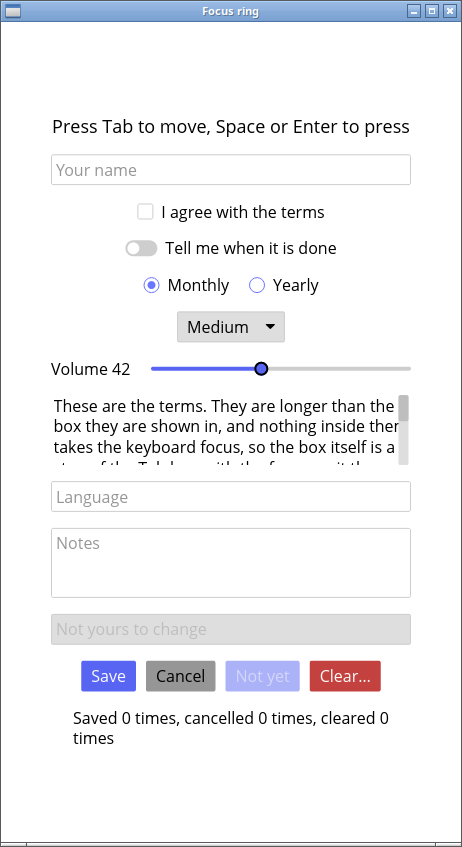 Focus ring
Press Tab to move, Space or Enter to press
Your name
I agree with the terms
Tell me when it is done
Monthly Yearly
Medium
Volume 42
These are the terms. They are longer than the
box they are shown in, and nothing inside them
takes the keyboard focus, so the box itself is a
Language
Notes
Not yours to change
Save Cancel Not yet Clear...
Saved 0 times, cancelled 0 times, cleared 0
times